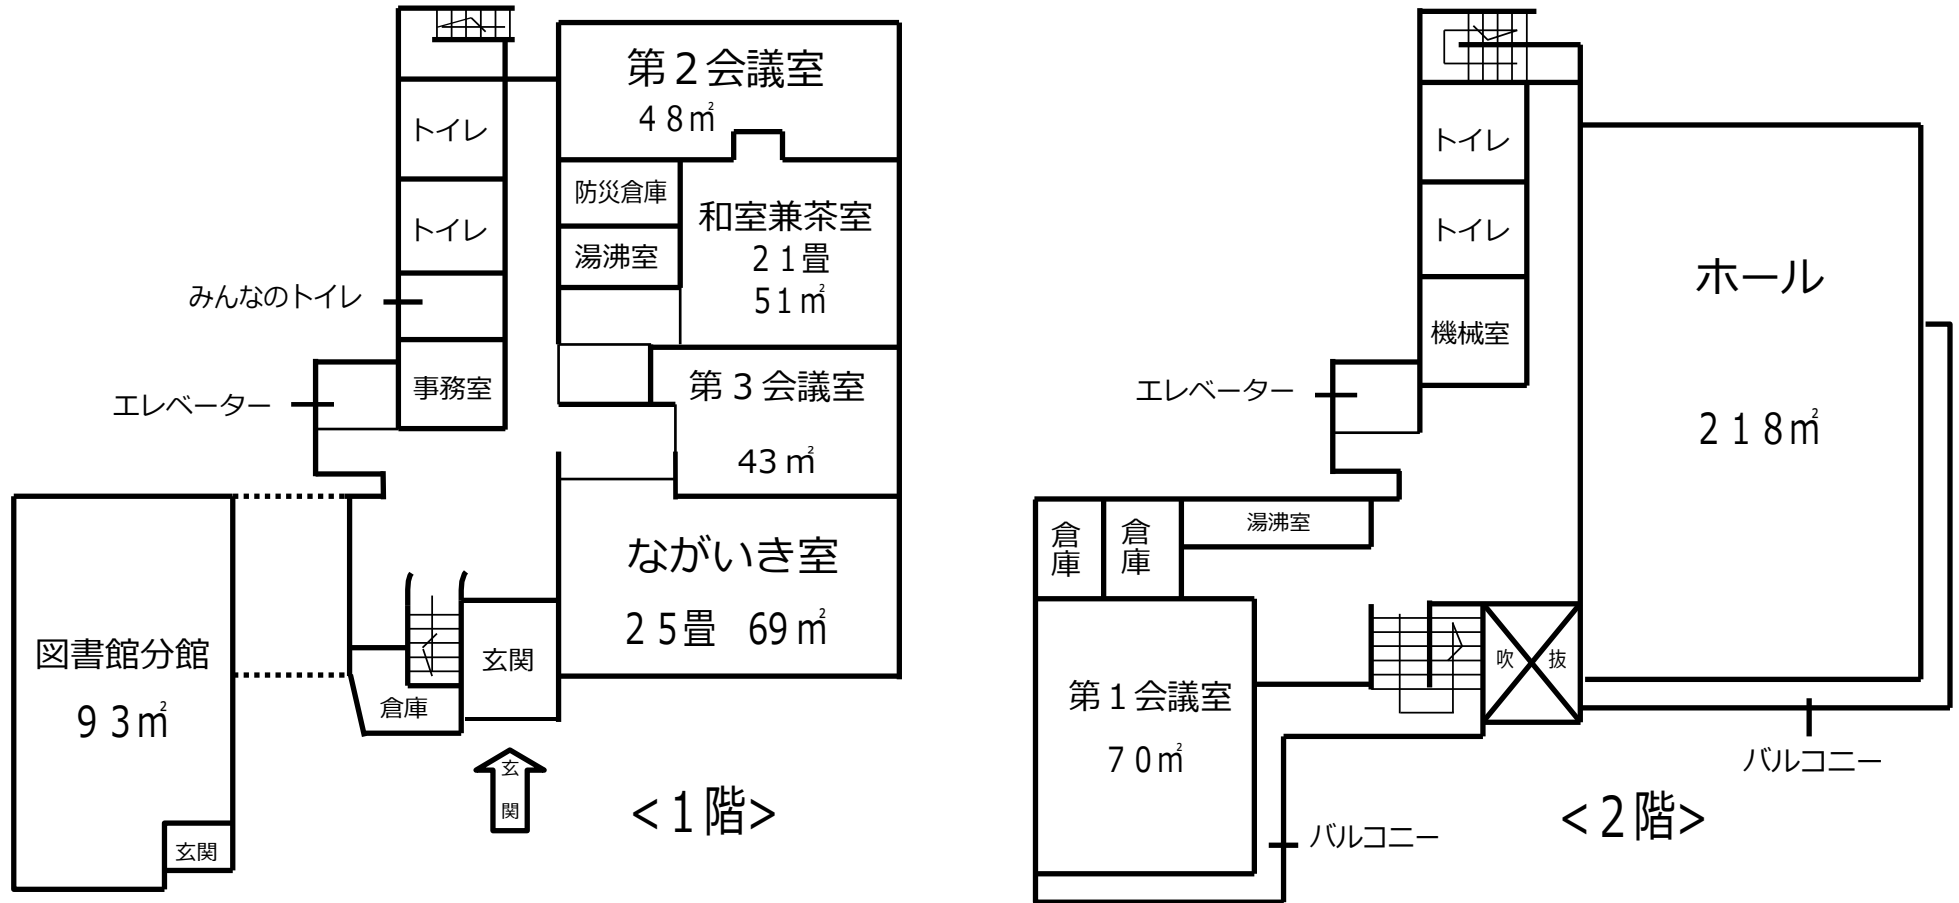 第２会議室
４８㎡
トイレ
防災倉庫
和室兼茶室
２１畳
51㎡
トイレ
湯沸室
みんなのトイレ
事務室
エレベーター
第３会議室
43㎡
ながいき室
２５畳　69㎡
図書館分館
９３㎡
玄関
倉庫
玄関
玄関
<１階>
トイレ
トイレ
ホール
２１８㎡
機械室
エレベーター
倉庫
倉庫
湯沸室
吹抜
第１会議室
７０㎡
バルコニー
バルコニー
<２階>